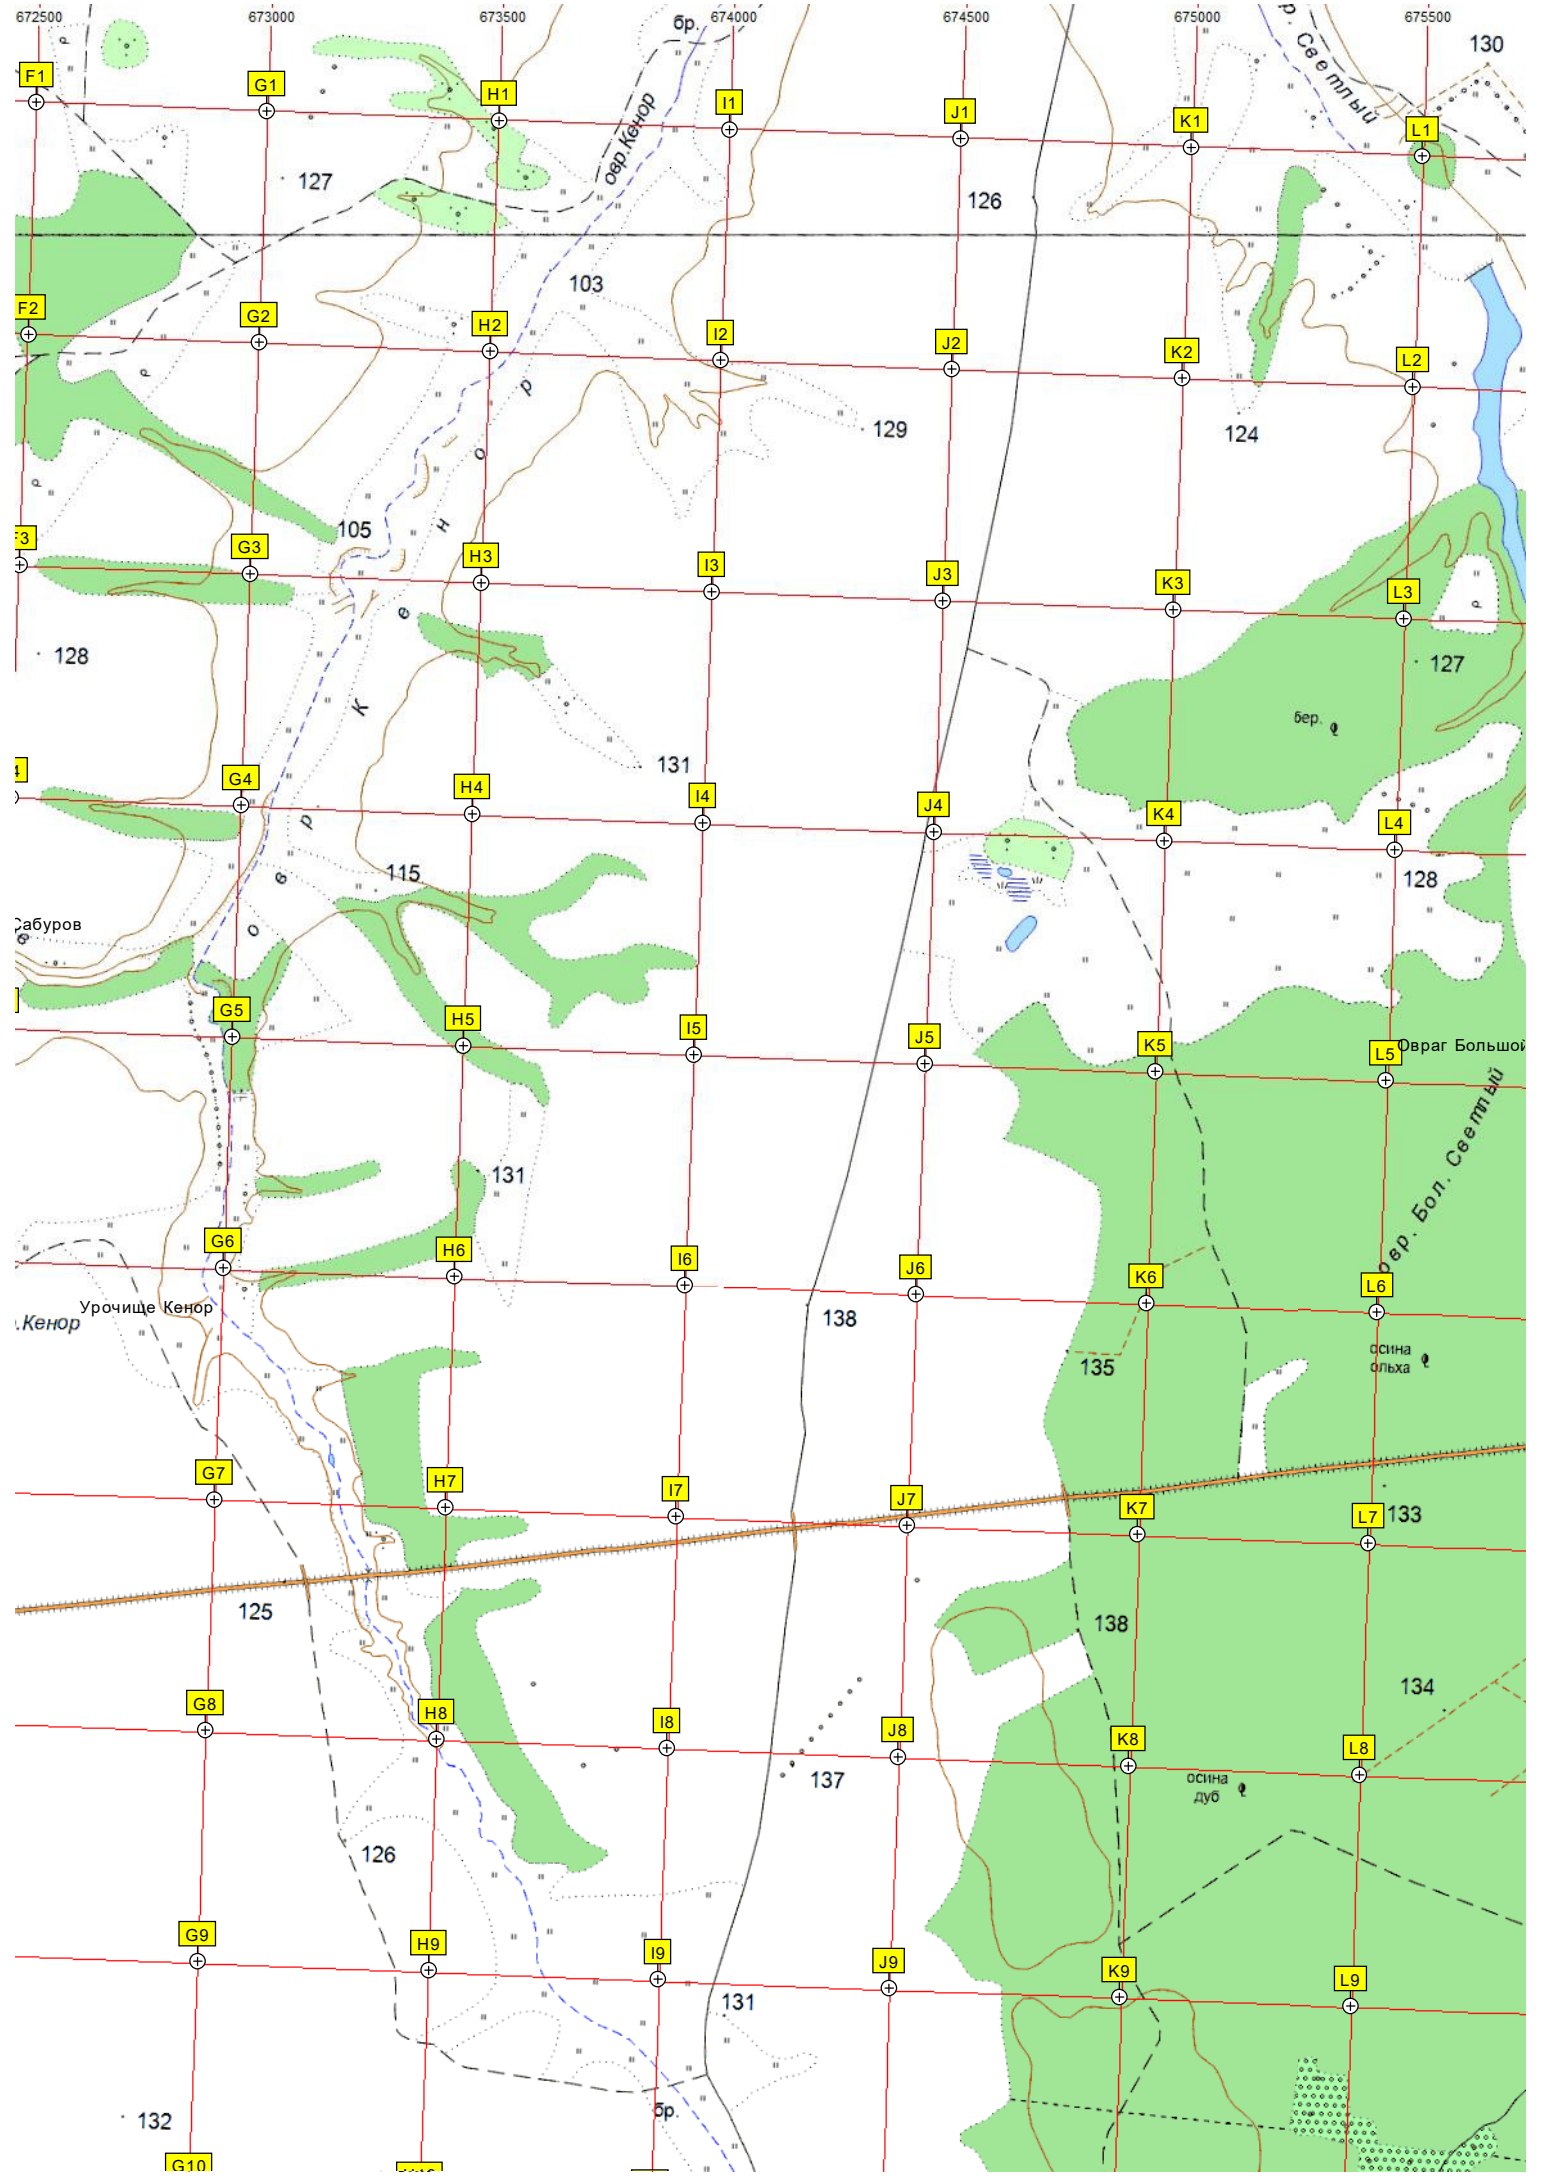 672500 673000 673500 674000 674500 675000 675500
бр.
р. Светлый
130
F1 G1 H1 I1 J1 K1 L1
овр.Кенор
127
126
103
F2 G2 H2 I2 J2 K2 L2
129
124
105
F3 G3 H3 I3 J3 K3 L3
128
127
бер.
131
4 G4 H4 I4 J4 K4 L4
115
128
овр. Кенор
Сабуров
G5 H5 I5 J5 K5 L5
Овраг Большой
овр. Бол. Светлый
131
G6 H6 I6 J6 K6 L6
Урочище Кенор
.Кенор
138
135
осина
ольха
G7 H7 I7 J7 K7 L7
133
125
138
134
G8 H8 I8 J8 K8 L8
137
осина
дуб
126
G9 H9 I9 J9 K9 L9
131
бр.
132
G10